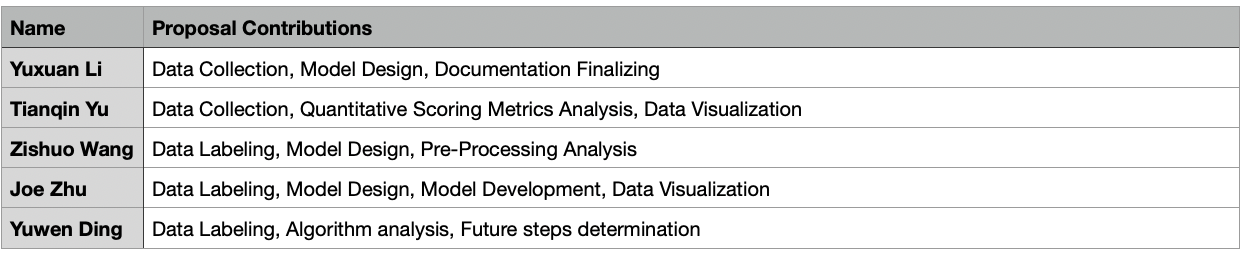 Name Proposal Contributions
Yuxuan Li Data Collection, Model Design, Documentation Finalizing
Tianqin Yu Data Collection, Quantitative Scoring Metrics Analysis, Data Visualization
Zishuo Wang Data Labeling, Model Design, Pre-Processing Analysis
Joe Zhu Data Labeling, Model Design, Model Development, Data Visualization
Yuwen Ding Data Labeling, Algorithm analysis, Future steps determination